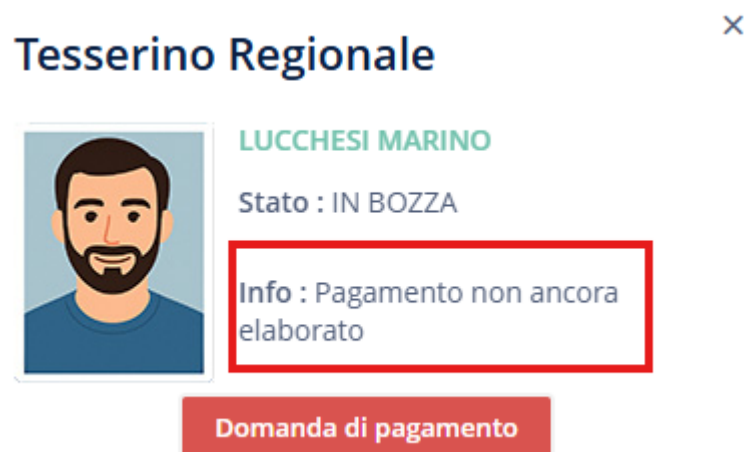 ×
Tesserino Regionale
LUCCHESI MARINO
Stato : IN BOZZA
Info : Pagamento non ancora
elaborato
Domanda di pagamento